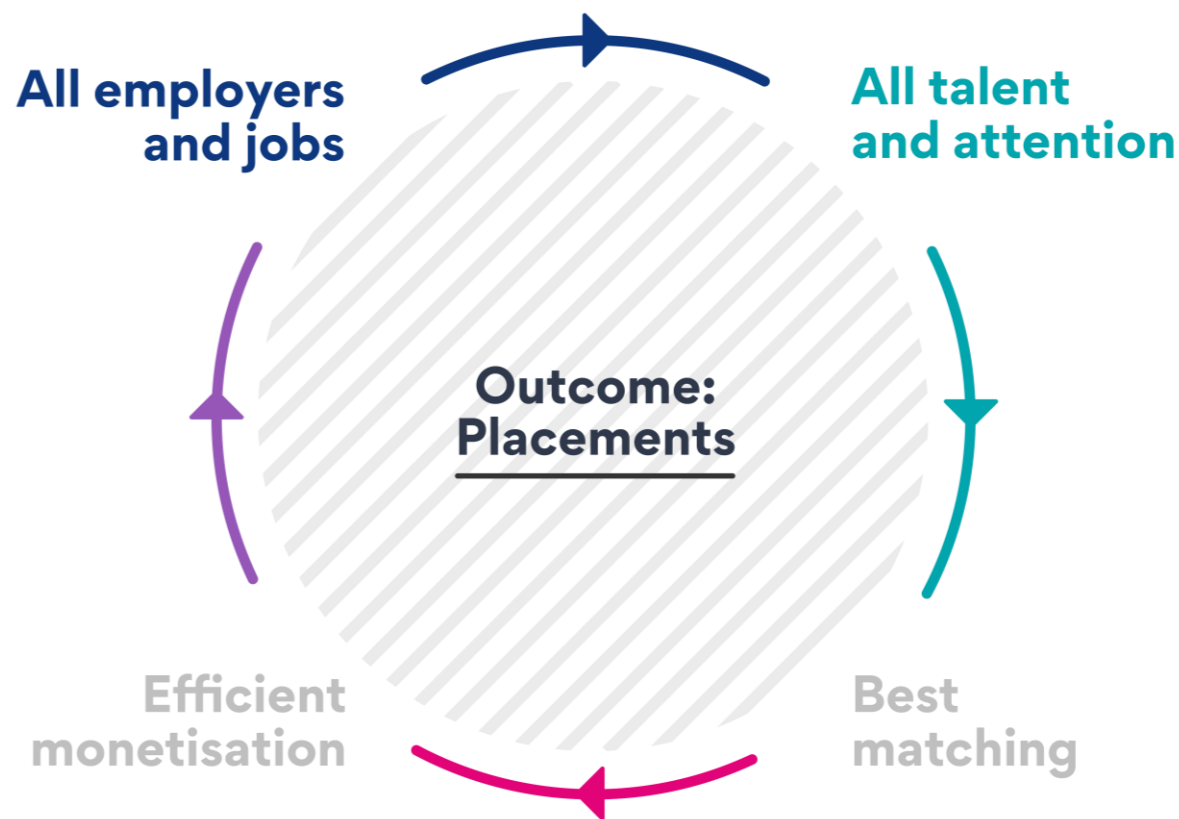 All employers
and jobs
All talent
and attention
Outcome:
Placements
Efficient
monetisation
Best
matching